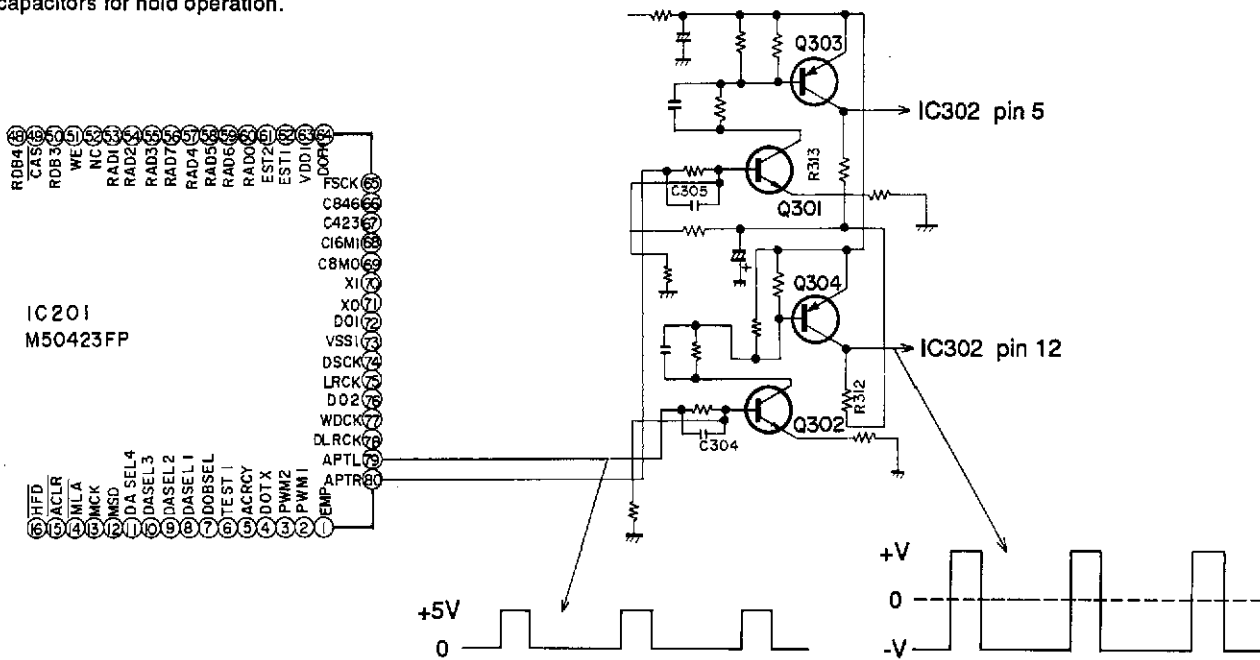 capacitors for hold operation.
Q303
IC302 pin 5
48 49 50 51 52 53 54 55 56 57 58 59 60 61 62 63 64
RDB4
CAS
RDB3
WE
NC
RAD1
RAD2
RAD3
RAD7
RAD4
RAD5
RAD6
RAD0
EST2
EST1
VDD1
R313
C305
Q301
FSCK 65
C846 66
C423 67
C16M1 68
C8M0 69
X1 70
X0 71
DO1 72
VSS1 73
DSCK 74
LRCK 75
DO2 76
WDCK 77
DLRCK 78
APTL 79
APTR 80
IC201
M50423FP
Q304
IC302 pin 12
R312
Q302
C304
HFD
ACLR
MLA
MCK
MSD
DA SEL4
DASEL3
DASEL2
DASEL1
DOBSEL
TEST 1
ACRCY
DOTX
PWM2
PWM1
EMP
16 15 14 13 12 11 10 9 8 7 6 5 4 3 2 1
+5V
0
+V
0
-V